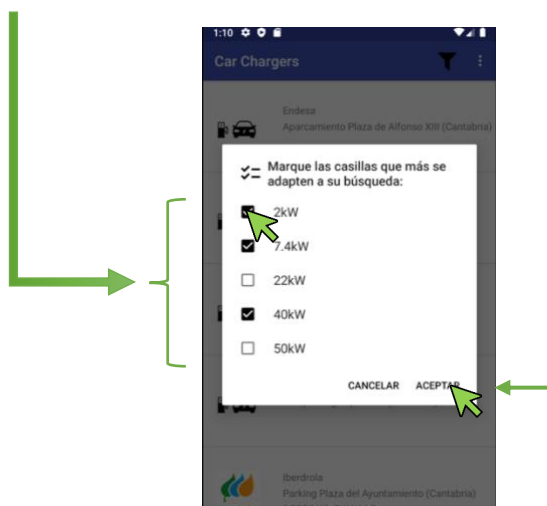 1:10
Car Chargers
Endesa
Aparcamiento Plaza de Alfonso XIII (Cantabria)
Marque las casillas que más se
adapten a su búsqueda:
2kW
7.4kW
22kW
40kW
50kW
CANCELAR ACEPTAR
Iberdrola
Parking Plaza del Ayuntamiento (Cantabria)